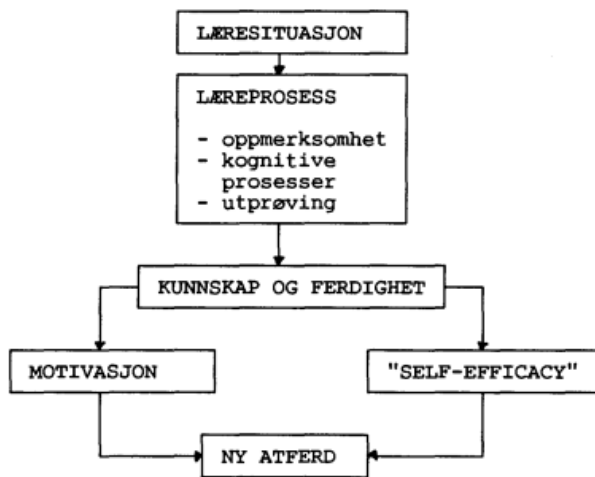 LÆRESITUASJON
LÆREPROSESS
- oppmerksomhet
- kognitive
prosesser
- utprøving
KUNNSKAP OG FERDIGHET
MOTIVASJON
"SELF-EFFICACY"
NY ATFERD